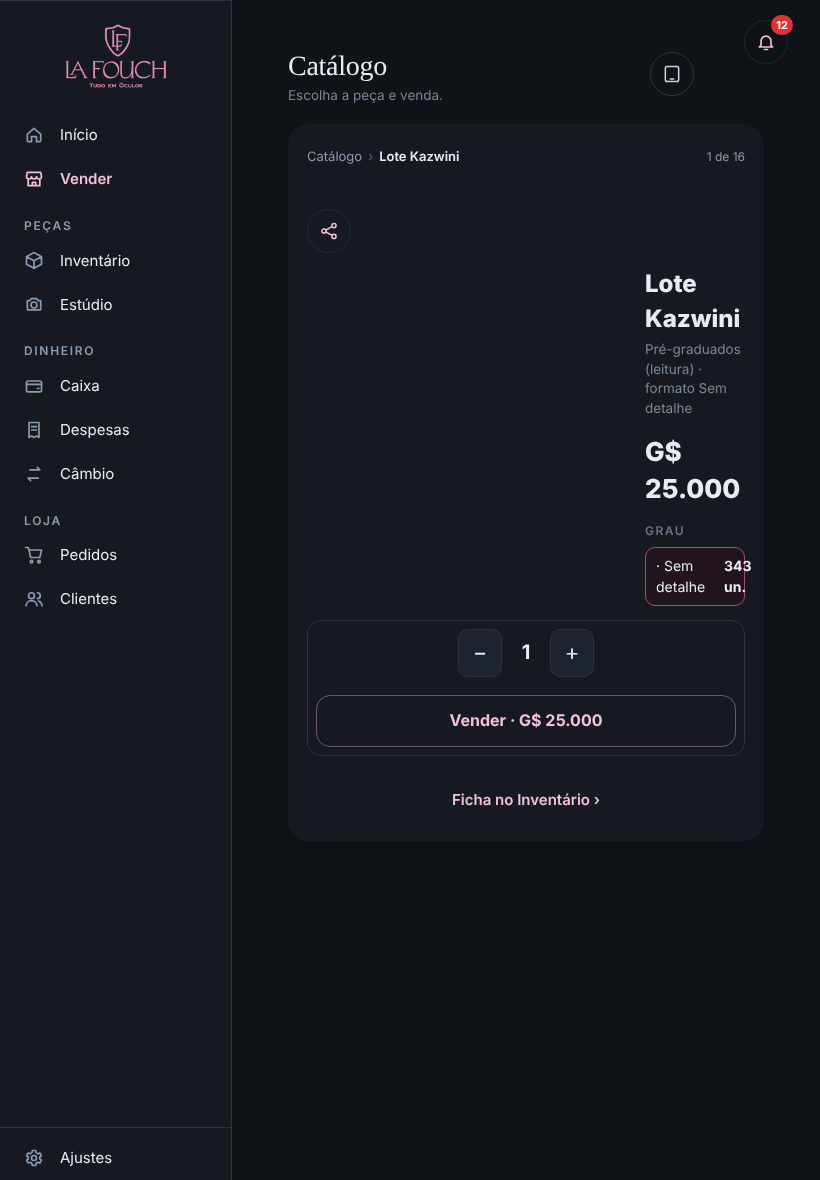 LF
LA FOUCH
Tudo em Óculos
Início
Vender
PEÇAS
Inventário
Estúdio
DINHEIRO
Caixa
Despesas
Câmbio
LOJA
Pedidos
Clientes
Ajustes
12
Catálogo
Escolha a peça e venda.
Catálogo › Lote Kazwini
1 de 16
Lote
Kazwini
Pré-graduados
(leitura) ·
formato Sem
detalhe
G$
25.000
GRAU
· Sem 343
detalhe un.
− 1 +
Vender · G$ 25.000
Ficha no Inventário ›